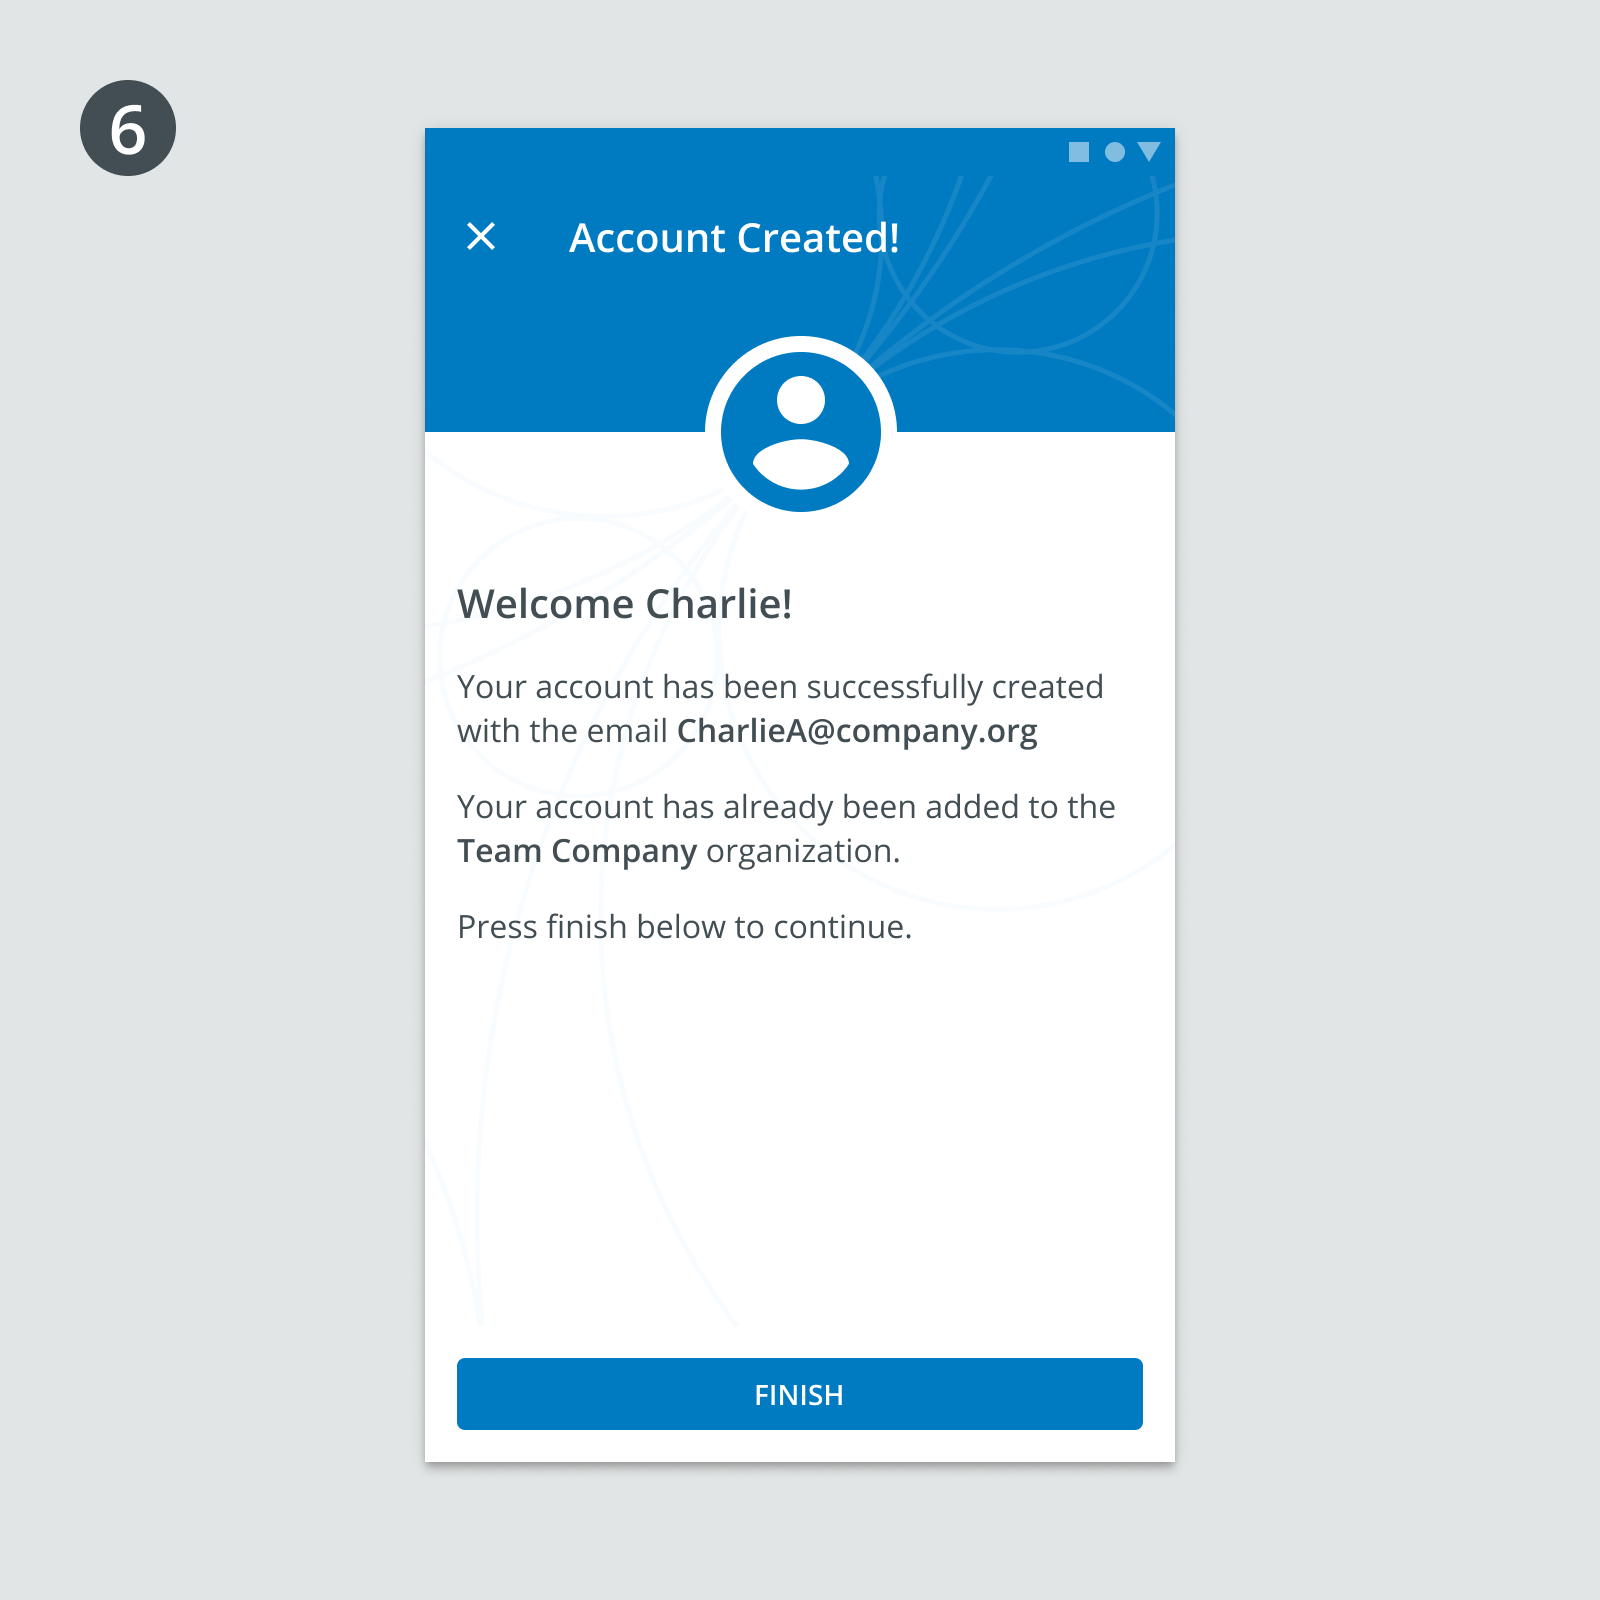 6
Account Created!
Welcome Charlie!
Your account has been successfully created
with the email CharlieA@company.org
Your account has already been added to the
Team Company organization.
Press finish below to continue.
FINISH